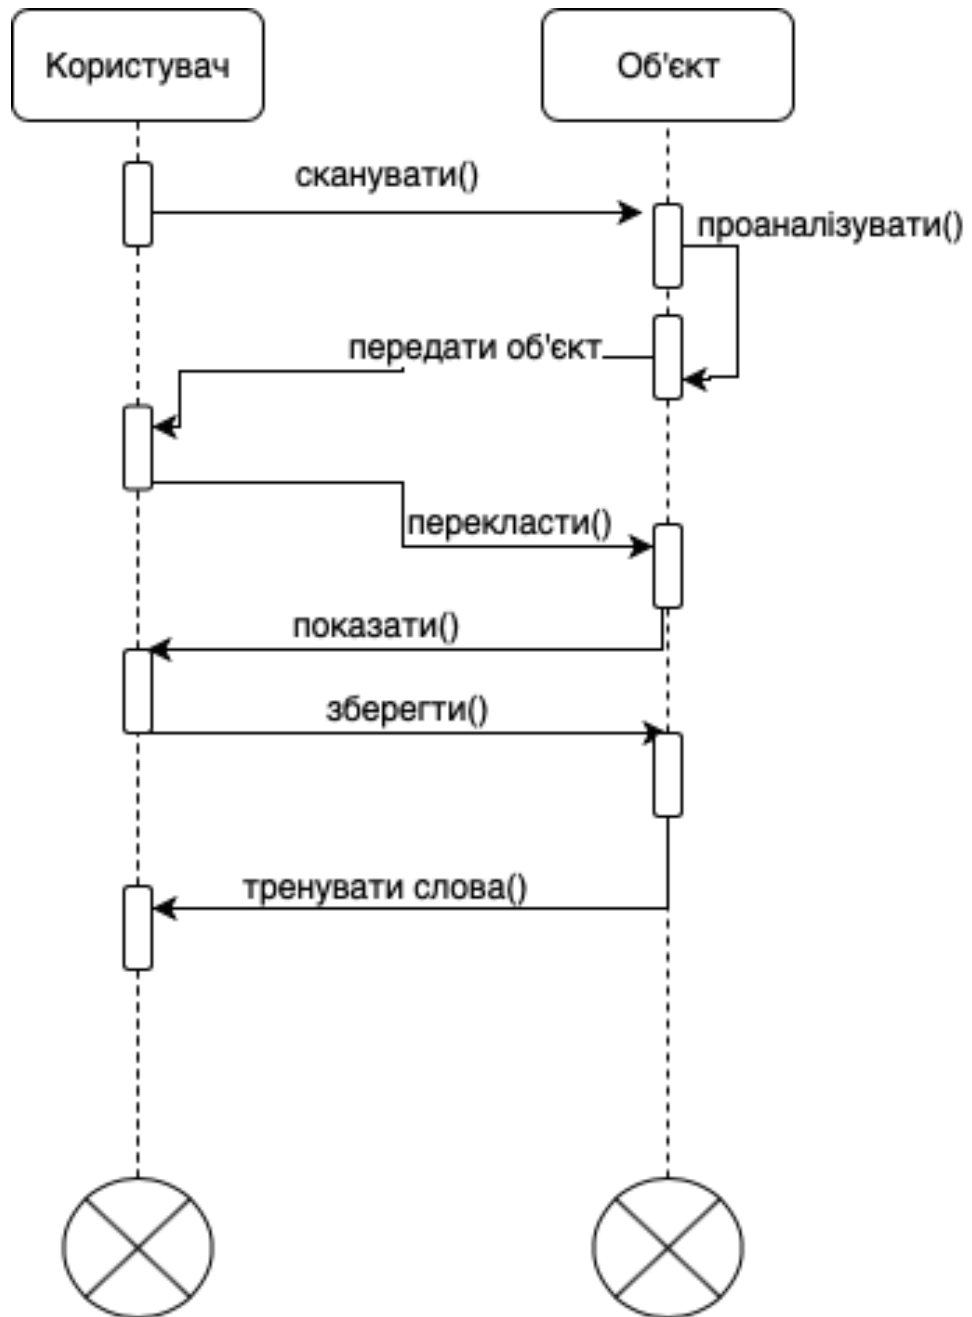 Користувач
Об'єкт
сканувати()
проаналізувати()
передати об'єкт
перекласти()
показати()
зберегти()
тренувати слова()